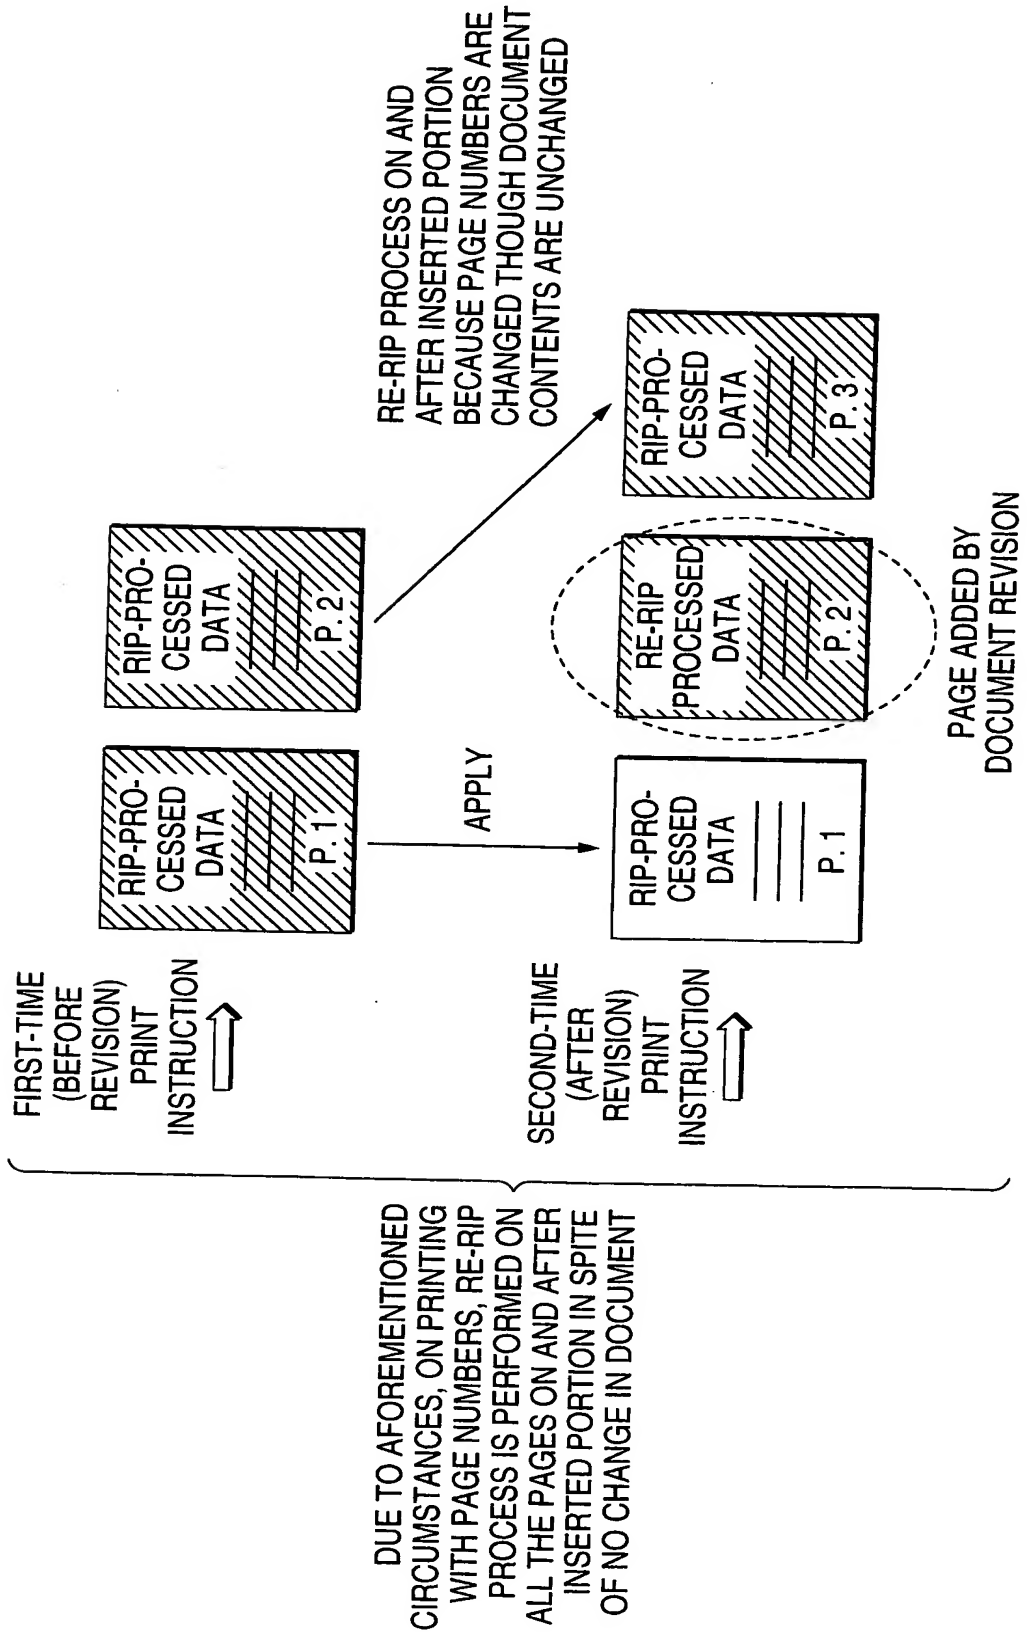 FIRST-TIME
(BEFORE
REVISION)
PRINT
INSTRUCTION
RIP-PRO-
CESSED
DATA
P. 1
RIP-PRO-
CESSED
DATA
P. 2
RE-RIP PROCESS ON AND
AFTER INSERTED PORTION
BECAUSE PAGE NUMBERS ARE
CHANGED THOUGH DOCUMENT
CONTENTS ARE UNCHANGED
APPLY
SECOND-TIME
(AFTER
REVISION)
PRINT
INSTRUCTION
RIP-PRO-
CESSED
DATA
P. 1
RE-RIP
PROCESSED
DATA
P. 2
RIP-PRO-
CESSED
DATA
P. 3
PAGE ADDED BY
DOCUMENT REVISION
DUE TO AFOREMENTIONED
CIRCUMSTANCES, ON PRINTING
WITH PAGE NUMBERS, RE-RIP
PROCESS IS PERFORMED ON
ALL THE PAGES ON AND AFTER
INSERTED PORTION IN SPITE
OF NO CHANGE IN DOCUMENT